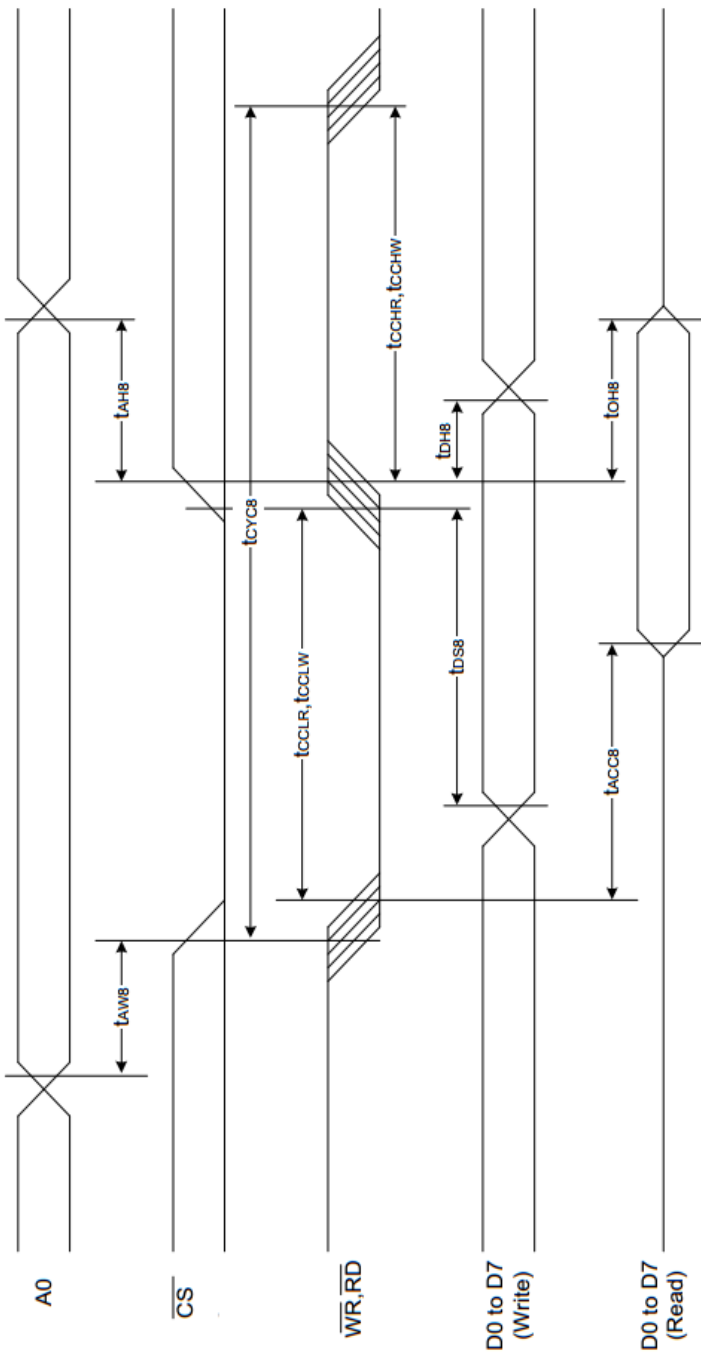 A0
tAW8
tAH8
CS
tCYC8
WR,RD
tCCLR,tCCLW
tCCHR,tCCHW
D0 to D7
(Write)
tDS8
tDH8
D0 to D7
(Read)
tACC8
tOH8